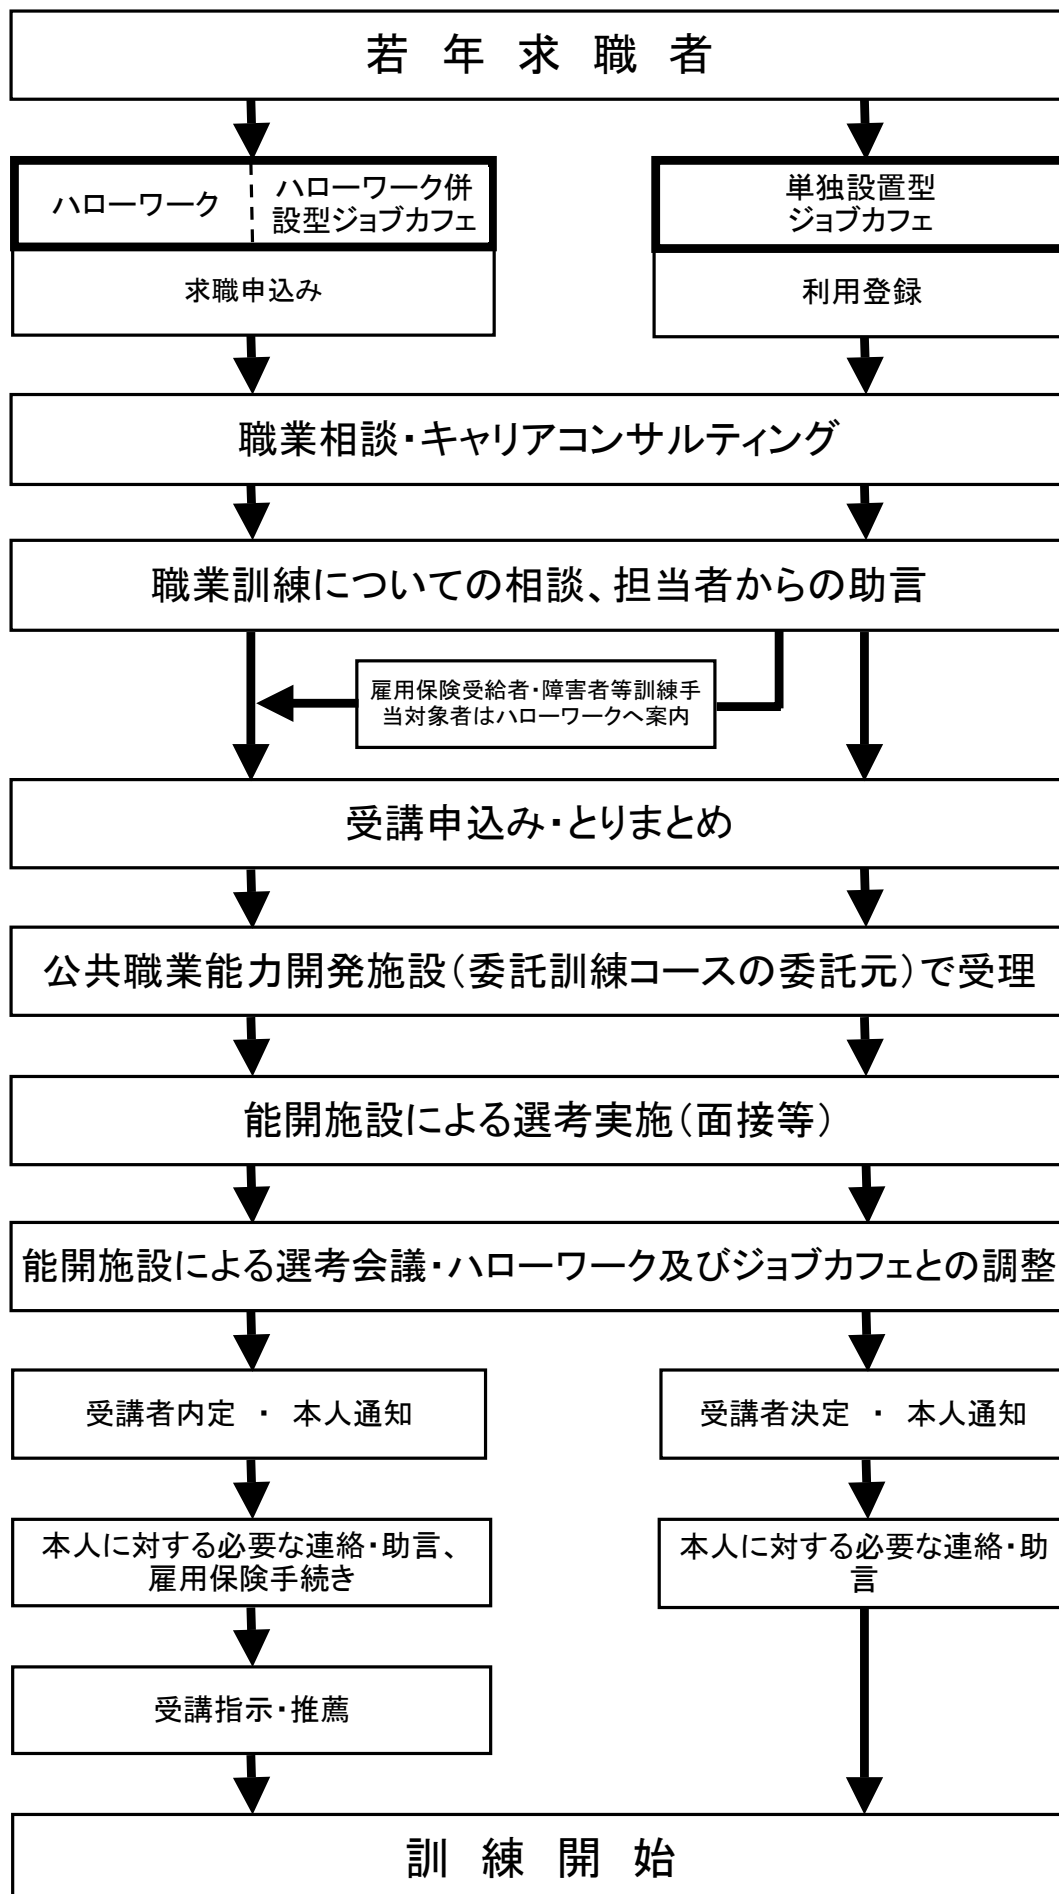 若年求職者
ハローワーク
ハローワーク併
設型ジョブカフェ
単独設置型
ジョブカフェ
求職申込み
利用登録
職業相談・キャリアコンサルティング
職業訓練についての相談、担当者からの助言
雇用保険受給者・障害者等訓練手
当対象者はハローワークへ案内
受講申込み・とりまとめ
公共職業能力開発施設（委託訓練コースの委託元）で受理
能開施設による選考実施（面接等）
能開施設による選考会議・ハローワーク及びジョブカフェとの調整
受講者内定 ・ 本人通知
受講者決定 ・ 本人通知
本人に対する必要な連絡・助言、
雇用保険手続き
本人に対する必要な連絡・助
言
受講指示・推薦
訓練開始